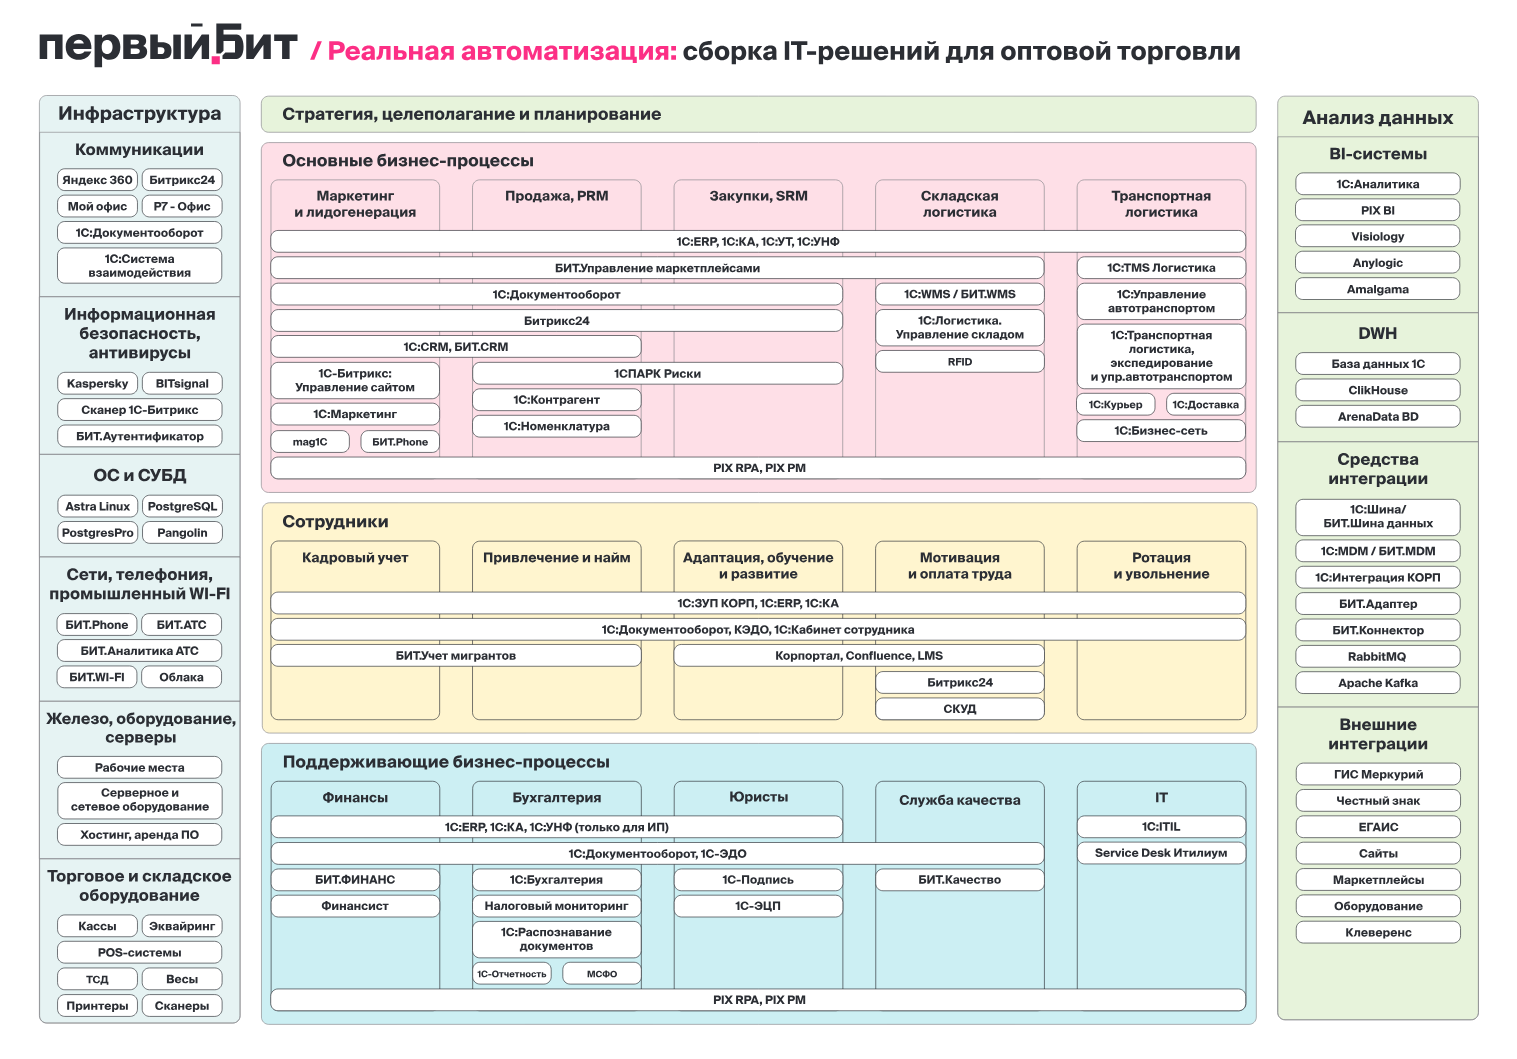 первый.Бит / Реальная автоматизация: сборка IT-решений для оптовой торговли
Инфраструктура
Коммуникации
Яндекс 360
Битрикс24
Мой офис
Р7 - Офис
1С:Документооборот
1С:Система
взаимодействия
Информационная
безопасность,
антивирусы
Kaspersky
BITsignal
Сканер 1С-Битрикс
БИТ.Аутентификатор
ОС и СУБД
Astra Linux
PostgreSQL
PostgresPro
Pangolin
Сети, телефония,
промышленный WI-FI
БИТ.Phone
БИТ.АТС
БИТ.Аналитика АТС
БИТ.WI-FI
Облака
Железо, оборудование,
серверы
Рабочие места
Серверное и
сетевое оборудование
Хостинг, аренда ПО
Торговое и складское
оборудование
Кассы
Эквайринг
POS-системы
ТСД
Весы
Принтеры
Сканеры
Стратегия, целеполагание и планирование
Основные бизнес-процессы
Маркетинг
и лидогенерация
Продажа, PRM
Закупки, SRM
Складская
логистика
Транспортная
логистика
1С:ERP, 1С:КА, 1С:УТ, 1С:УНФ
БИТ.Управление маркетплейсами
1С:TMS Логистика
1С:Документооборот
1С:WMS / БИТ.WMS
1С:Управление
автотранспортом
Битрикс24
1С:Логистика.
Управление складом
1С:Транспортная
логистика,
экспедирование
и упр.автотранспортом
1С:CRM, БИТ.CRM
RFID
1С-Битрикс:
Управление сайтом
1СПАРК Риски
1С:Контрагент
1С:Курьер
1С:Доставка
1С:Маркетинг
1С:Номенклатура
1С:Бизнес-сеть
mag1C
БИТ.Phone
PIX RPA, PIX PM
Сотрудники
Кадровый учет
Привлечение и найм
Адаптация, обучение
и развитие
Мотивация
и оплата труда
Ротация
и увольнение
1С:ЗУП КОРП, 1С:ERP, 1С:КА
1С:Документооборот, КЭДО, 1С:Кабинет сотрудника
БИТ.Учет мигрантов
Корпортал, Confluence, LMS
Битрикс24
СКУД
Поддерживающие бизнес-процессы
Финансы
Бухгалтерия
Юристы
Служба качества
IT
1С:ERP, 1С:КА, 1С:УНФ (только для ИП)
1С:ITIL
1С:Документооборот, 1С-ЭДО
Service Desk Итилиум
БИТ.ФИНАНС
1С:Бухгалтерия
1С-Подпись
БИТ.Качество
Финансист
Налоговый мониторинг
1С-ЭЦП
1С:Распознавание
документов
1С-Отчетность
МСФО
PIX RPA, PIX PM
Анализ данных
BI-системы
1С:Аналитика
PIX BI
Visiology
Anylogic
Amalgama
DWH
База данных 1С
ClikHouse
ArenaData BD
Средства
интеграции
1С:Шина/
БИТ.Шина данных
1С:MDM / БИТ.MDM
1С:Интеграция КОРП
БИТ.Адаптер
БИТ.Коннектор
RabbitMQ
Apache Kafka
Внешние
интеграции
ГИС Меркурий
Честный знак
ЕГАИС
Сайты
Маркетплейсы
Оборудование
Клеверенс